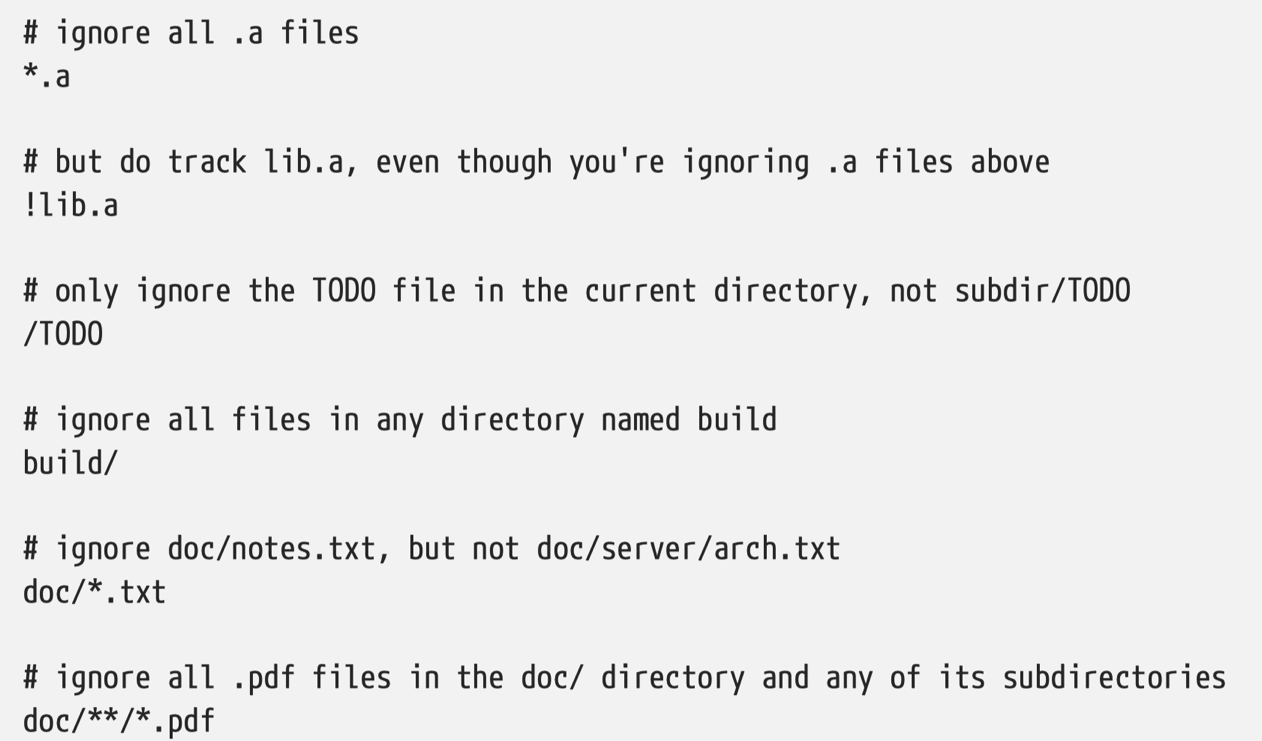 # ignore all .a files
*.a

# but do track lib.a, even though you're ignoring .a files above
!lib.a

# only ignore the TODO file in the current directory, not subdir/TODO
/TODO

# ignore all files in any directory named build
build/

# ignore doc/notes.txt, but not doc/server/arch.txt
doc/*.txt

# ignore all .pdf files in the doc/ directory and any of its subdirectories
doc/**/*.pdf